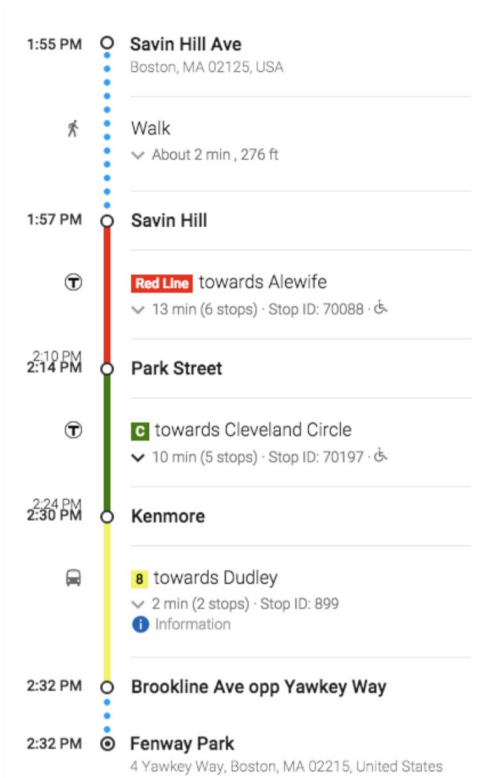 1:55 PM Savin Hill Ave
Boston, MA 02125, USA
Walk
About 2 min , 276 ft
1:57 PM Savin Hill
Red Line towards Alewife
13 min (6 stops) · Stop ID: 70088 ·
2:10 PM
2:14 PM Park Street
C towards Cleveland Circle
10 min (5 stops) · Stop ID: 70197 ·
2:24 PM
2:30 PM Kenmore
8 towards Dudley
2 min (2 stops) · Stop ID: 899
Information
2:32 PM Brookline Ave opp Yawkey Way
2:32 PM Fenway Park
4 Yawkey Way, Boston, MA 02215, United States